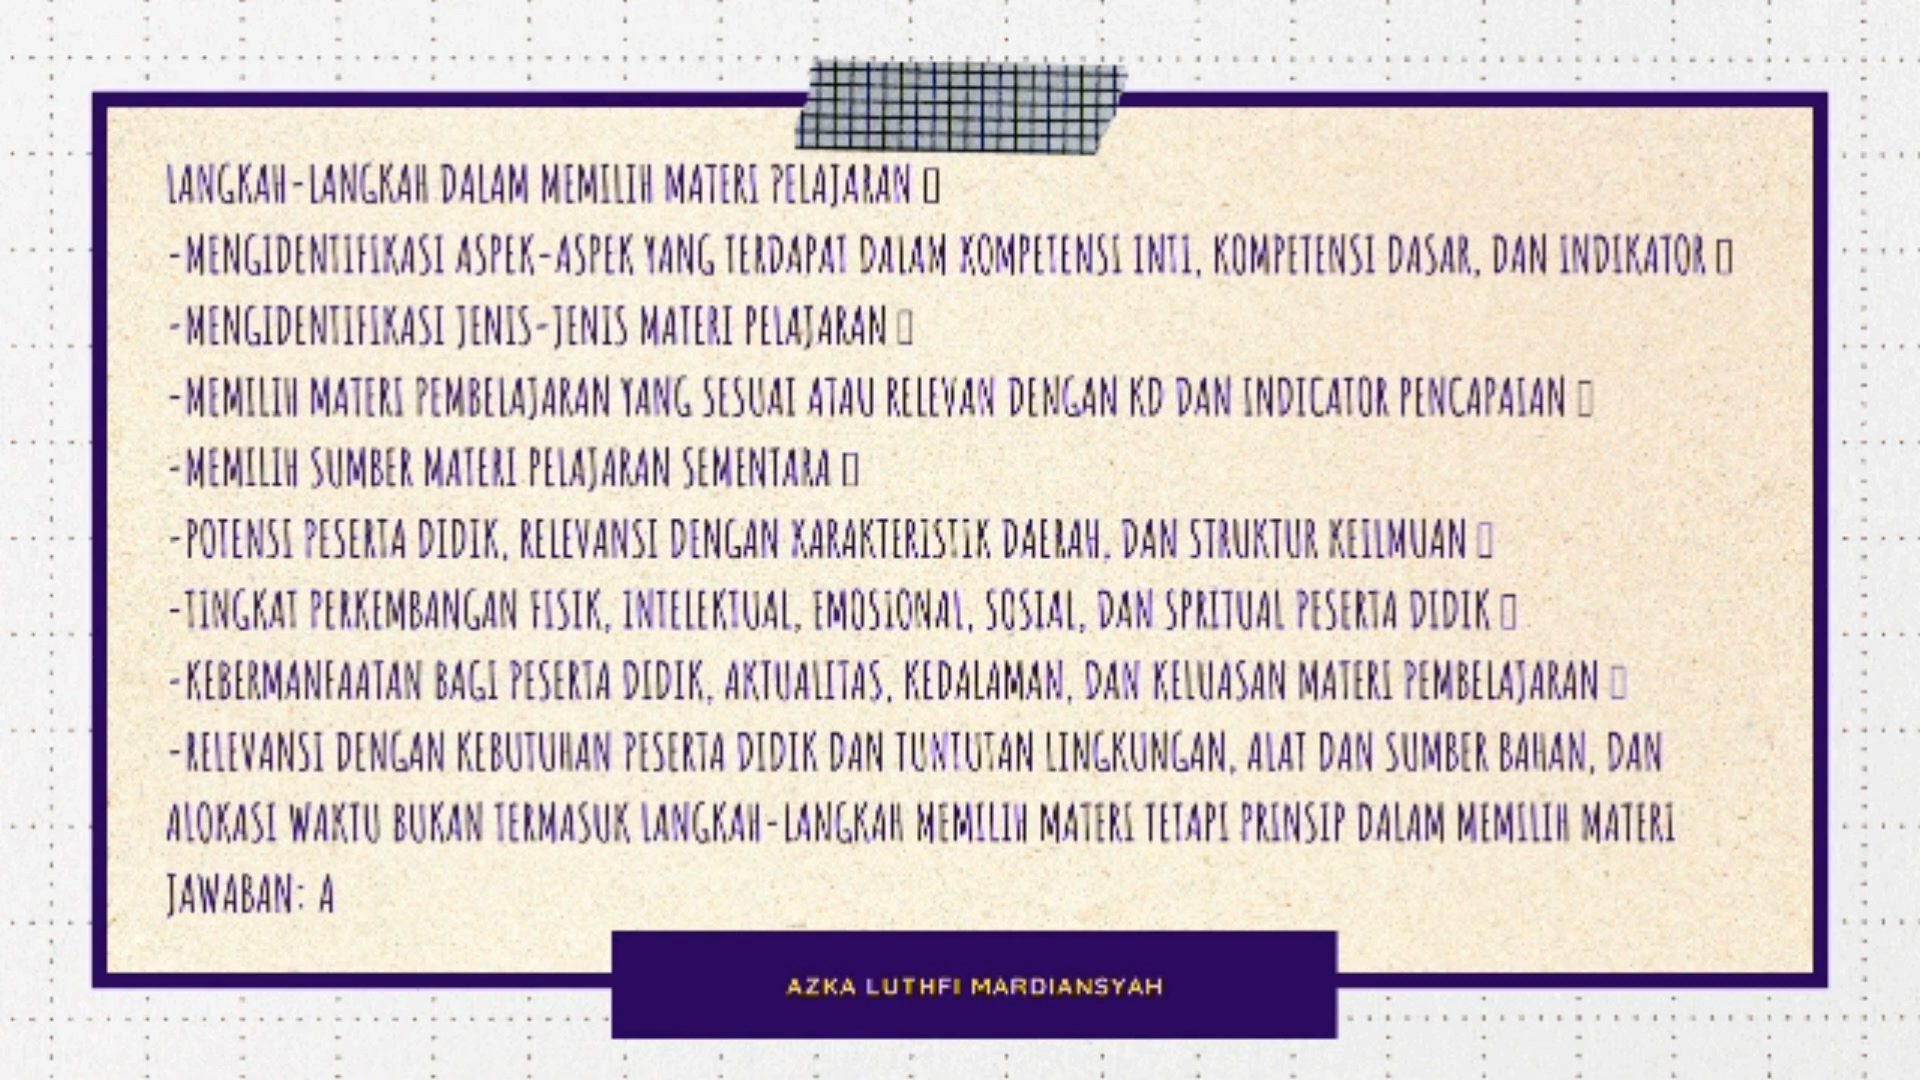 LANGKAH-LANGKAH DALAM MEMILIH MATERI PELAJARAN
-MENGIDENTIFIKASI ASPEK-ASPEK YANG TERDAPAT DALAM KOMPETENSI INTI, KOMPETENSI DASAR, DAN INDIKATOR
-MENGIDENTIFIKASI JENIS-JENIS MATERI PELAJARAN
-MEMILIH MATERI PEMBELAJARAN YANG SESUAI ATAU RELEVAN DENGAN KD DAN INDICATOR PENCAPAIAN
-MEMILIH SUMBER MATERI PELAJARAN SEMENTARA
-POTENSI PESERTA DIDIK, RELEVANSI DENGAN KARAKTERISTIK DAERAH, DAN STRUKTUR KEILMUAN
-TINGKAT PERKEMBANGAN FISIK, INTELEKTUAL, EMOSIONAL, SOSIAL, DAN SPRITUAL PESERTA DIDIK
-KEBERMANFAATAN BAGI PESERTA DIDIK, AKTUALITAS, KEDALAMAN, DAN KELUASAN MATERI PEMBELAJARAN
-RELEVANSI DENGAN KEBUTUHAN PESERTA DIDIK DAN TUNTUTAN LINGKUNGAN, ALAT DAN SUMBER BAHAN, DAN
ALOKASI WAKTU BUKAN TERMASUK LANGKAH-LANGKAH MEMILIH MATERI TETAPI PRINSIP DALAM MEMILIH MATERI
JAWABAN: A
AZKA LUTHFI MARDIANSYAH